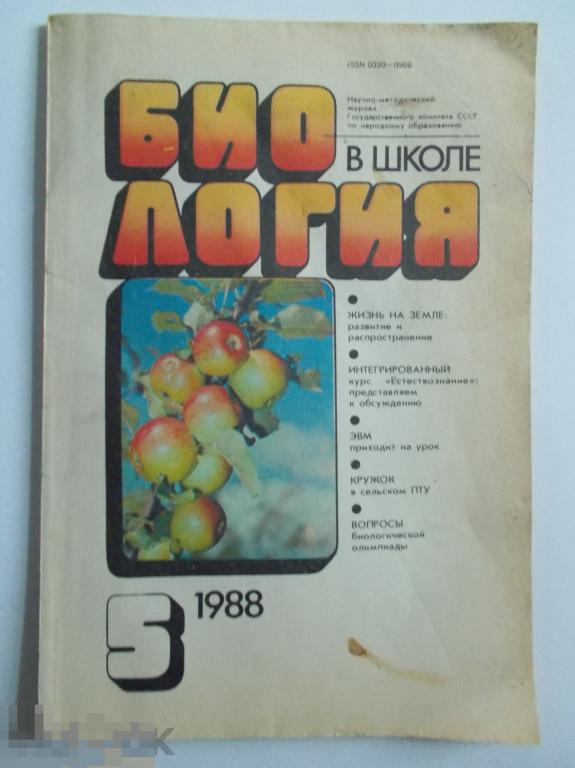 ISSN 0320-0966
БИО
Научно-методический
журнал
Государственного комитета СССР
по народному образованию
В ШКОЛЕ
ЛОГИЯ
ЖИЗНЬ НА ЗЕМЛЕ:
развитие и
распространение
ИНТЕГРИРОВАННЫЙ
курс «Естествознание»:
представляем
к обсуждению
ЭВМ
приходит на урок
КРУЖОК
в сельском ПТУ
ВОПРОСЫ
биологической
олимпиады
5 1988